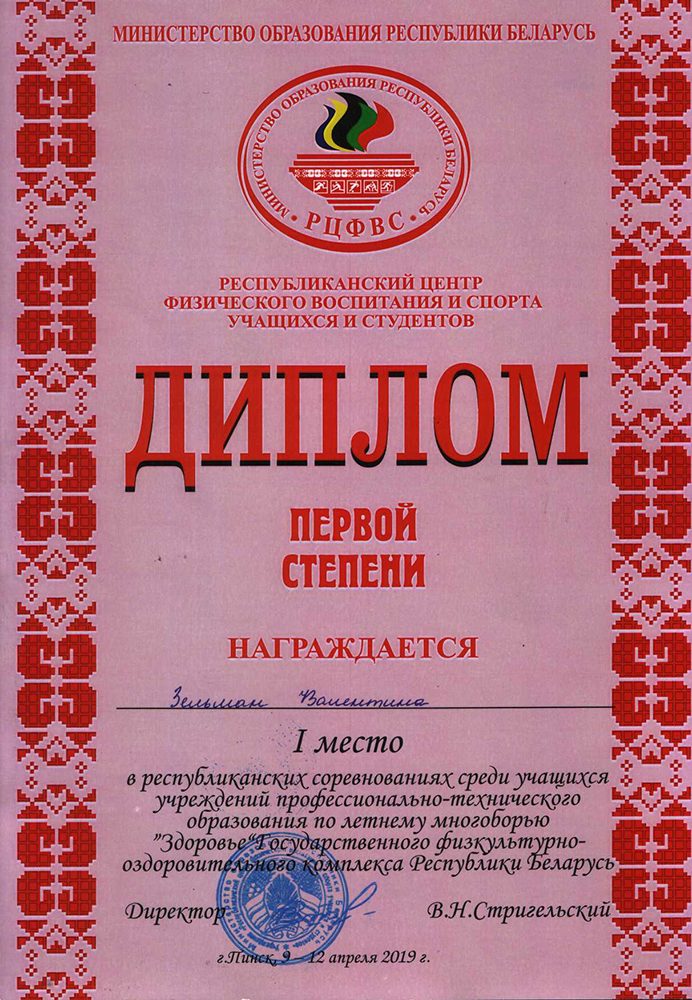 МИНИСТЕРСТВО ОБРАЗОВАНИЯ РЕСПУБЛИКИ БЕЛАРУСЬ
МИНИСТЕРСТВО ОБРАЗОВАНИЯ РЕСПУБЛИКИ БЕЛАРУСЬ
РЦФВС
РЕСПУБЛИКАНСКИЙ ЦЕНТР
ФИЗИЧЕСКОГО ВОСПИТАНИЯ И СПОРТА
УЧАЩИХСЯ И СТУДЕНТОВ
ДИПЛОМ
ПЕРВОЙ
СТЕПЕНИ
НАГРАЖДАЕТСЯ
Зельман Валентина
I место
в республиканских соревнованиях среди учащихся
учреждений профессионально-технического
образования по летнему многоборью
"Здоровье"Государственного физкультурно-
оздоровительного комплекса Республики Беларусь
Директор В.Н.Стригельский
г.Пинск, 9 – 12 апреля 2019 г.